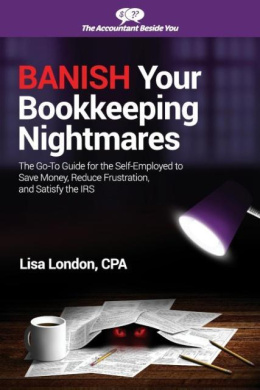 $(??)
The Accountant Beside You
BANISH Your
Bookkeeping
Nightmares
The Go-To Guide for the Self-Employed to
Save Money, Reduce Frustration,
and Satisfy the IRS
Lisa London, CPA